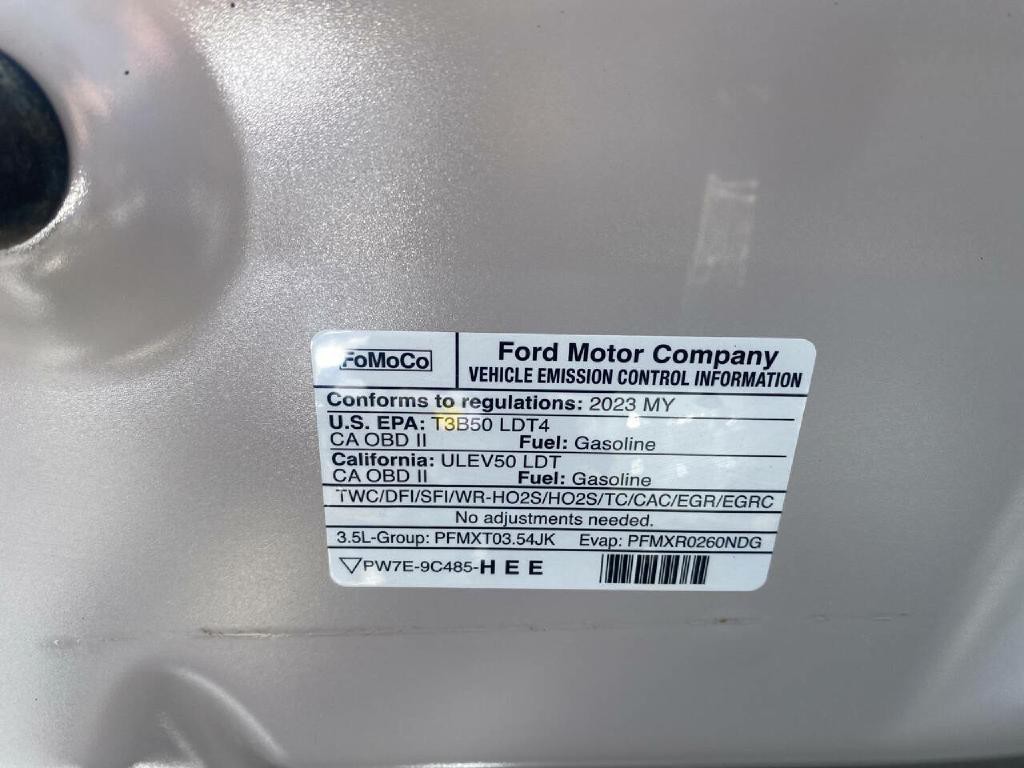 FoMoCo
Ford Motor Company
VEHICLE EMISSION CONTROL INFORMATION
Conforms to regulations: 2023 MY
U.S. EPA: T3B50 LDT4
CA OBD II Fuel: Gasoline
California: ULEV50 LDT
CA OBD II Fuel: Gasoline
TWC/DFI/SFI/WR-HO2S/HO2S/TC/CAC/EGR/EGRC
No adjustments needed.
3.5L-Group: PFMXT03.54JK Evap: PFMXR0260NDG
PW7E-9C485-HEE